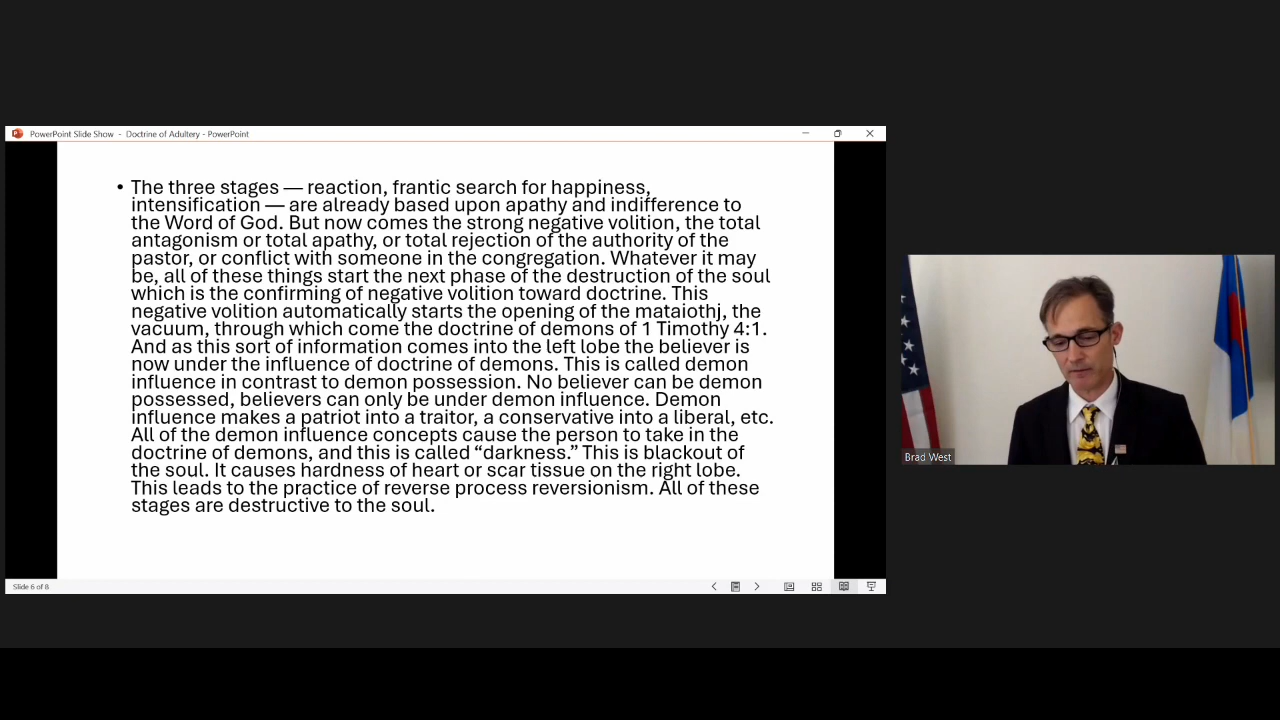 PowerPoint Slide Show - Doctrine of Adultery - PowerPoint
• The three stages — reaction, frantic search for happiness,
intensification — are already based upon apathy and indifference to
the Word of God. But now comes the strong negative volition, the total
antagonism or total apathy, or total rejection of the authority of the
pastor, or conflict with someone in the congregation. Whatever it may
be, all of these things start the next phase of the destruction of the soul
which is the confirming of negative volition toward doctrine. This
negative volition automatically starts the opening of the mataiothj, the
vacuum, through which come the doctrine of demons of 1 Timothy 4:1.
And as this sort of information comes into the left lobe the believer is
now under the influence of doctrine of demons. This is called demon
influence in contrast to demon possession. No believer can be demon
possessed, believers can only be under demon influence. Demon
influence makes a patriot into a traitor, a conservative into a liberal, etc.
All of the demon influence concepts cause the person to take in the
doctrine of demons, and this is called “darkness.” This is blackout of
the soul. It causes hardness of heart or scar tissue on the right lobe.
This leads to the practice of reverse process reversionism. All of these
stages are destructive to the soul.
Slide 6 of 8
Brad West